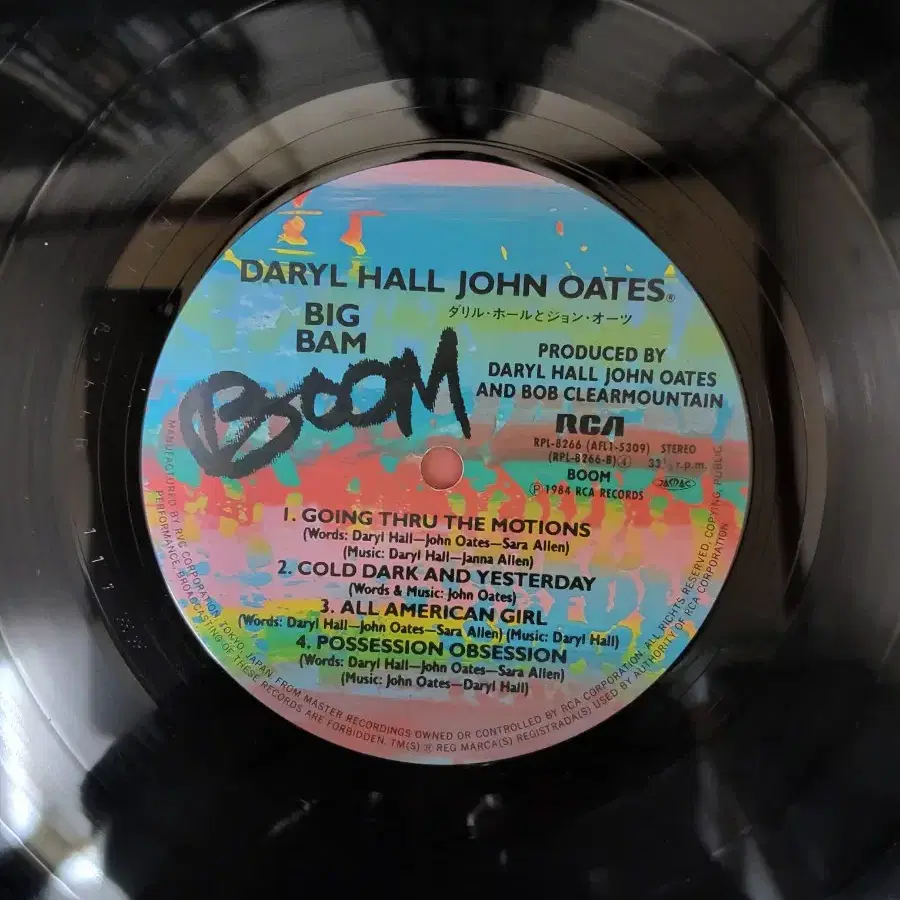 DARYL HALL JOHN OATES®
ダリル・ホールとジョン・オーツ
BIG
BAM
BOOM
PRODUCED BY
DARYL HALL JOHN OATES
AND BOB CLEARMOUNTAIN
RCA
RPL-8266 (AFL1-5309) STEREO
(RPL-8266-B) ④ 33⅓ r.p.m.
BOOM
JASRAC
Ⓟ 1984 RCA RECORDS
1. GOING THRU THE MOTIONS
(Words: Daryl Hall—John Oates—Sara Allen)
(Music: Daryl Hall—Janna Allen)
2. COLD DARK AND YESTERDAY
(Words & Music: John Oates)
3. ALL AMERICAN GIRL
(Words: Daryl Hall—John Oates—Sara Allen) (Music: Daryl Hall)
4. POSSESSION OBSESSION
(Words: Daryl Hall—John Oates—Sara Allen)
(Music: John Oates—Daryl Hall)
MANUFACTURED BY RVC CORPORATION, TOKYO, JAPAN, FROM MASTER RECORDINGS OWNED OR CONTROLLED BY RCA CORPORATION. ALL RIGHTS RESERVED, COPYING, PUBLIC
PERFORMANCE, BROADCASTING OF THESE RECORDS ARE FORBIDDEN. TM(S) ® REG MARCA(S) REGISTRADA(S) USED BY AUTHORITY OF RCA CORPORATION